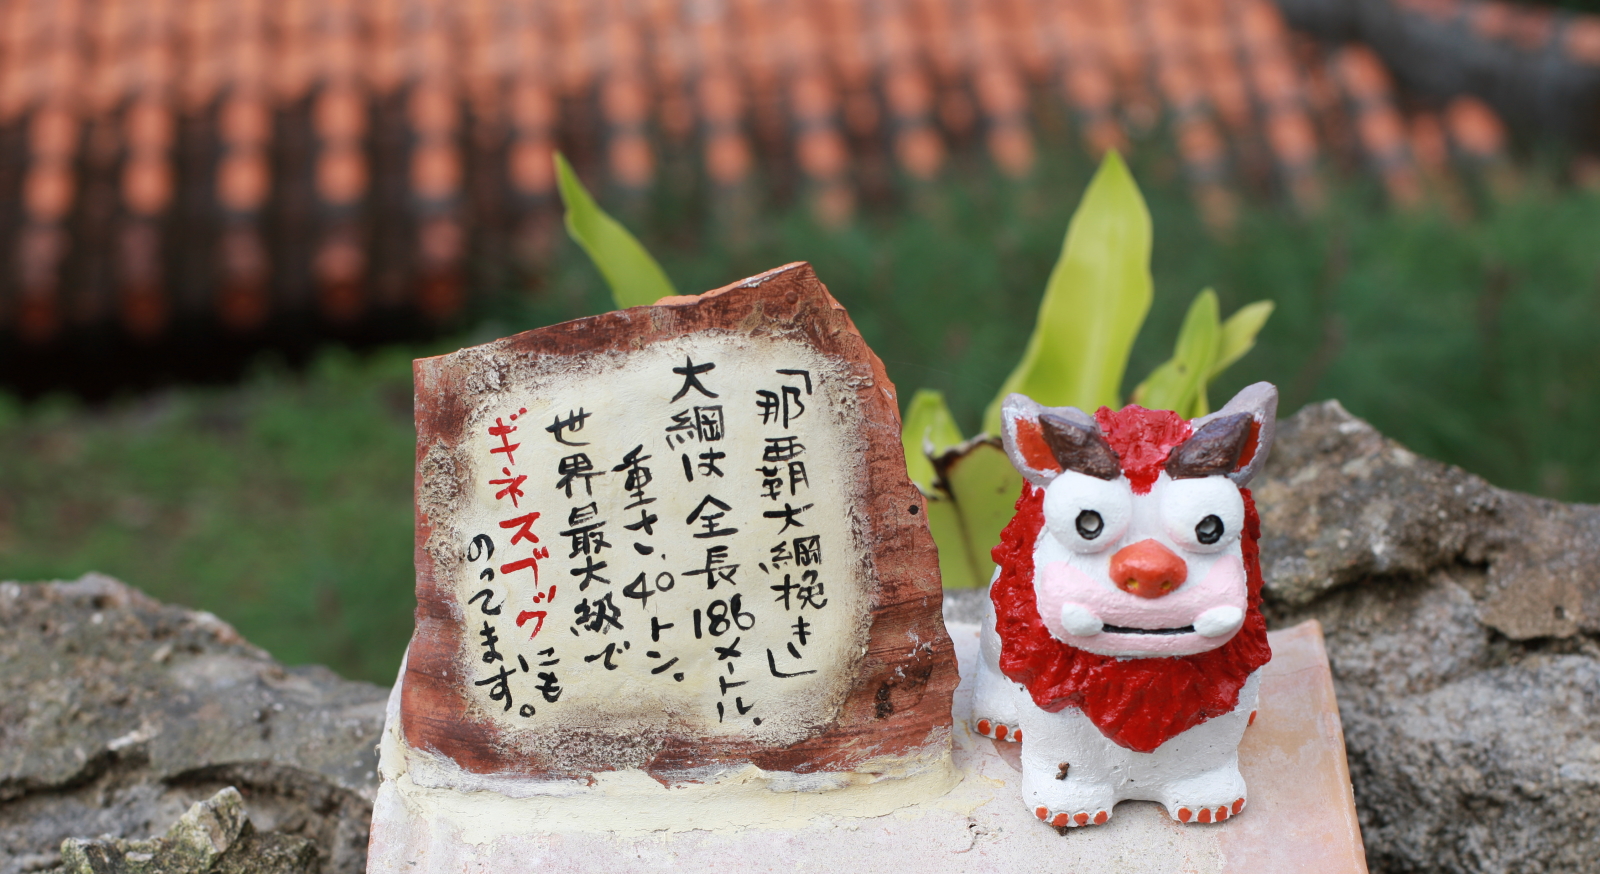 「那覇大綱挽き」
大綱は全長186メートル.
重さ、40トン.
世界最大級で
ギネスブックにも
のってます。